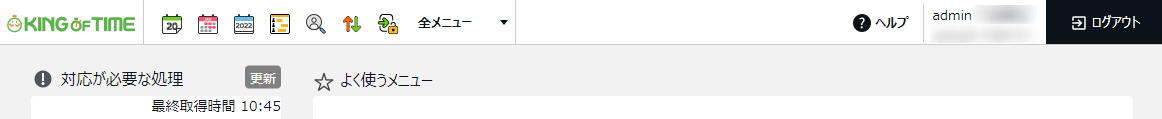 KING OF TIME
20
2022
全メニュー
ヘルプ
admin
ログアウト
対応が必要な処理
更新
よく使うメニュー
最終取得時間 10:45